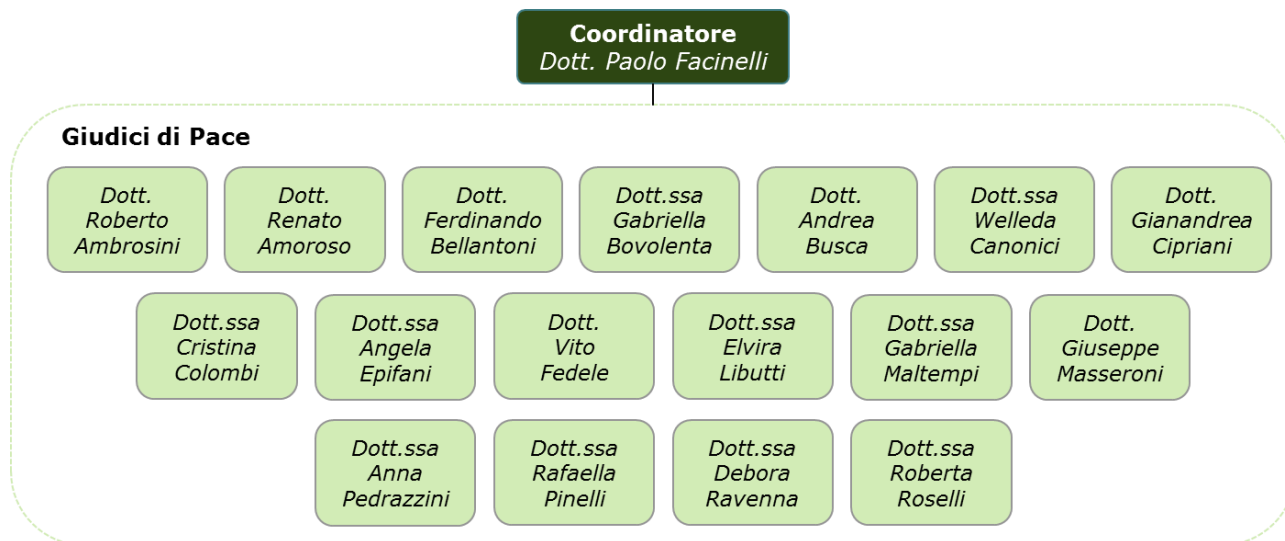 Coordinatore
Dott. Paolo Facinelli
Giudici di Pace
Dott.
Roberto
Ambrosini
Dott.
Renato
Amoroso
Dott.
Ferdinando
Bellantoni
Dott.ssa
Gabriella
Bovolenta
Dott.
Andrea
Busca
Dott.ssa
Welleda
Canonici
Dott.
Gianandrea
Cipriani
Dott.ssa
Cristina
Colombi
Dott.ssa
Angela
Epifani
Dott.
Vito
Fedele
Dott.ssa
Elvira
Libutti
Dott.ssa
Gabriella
Maltempi
Dott.
Giuseppe
Masseroni
Dott.ssa
Anna
Pedrazzini
Dott.ssa
Rafaella
Pinelli
Dott.ssa
Debora
Ravenna
Dott.ssa
Roberta
Roselli